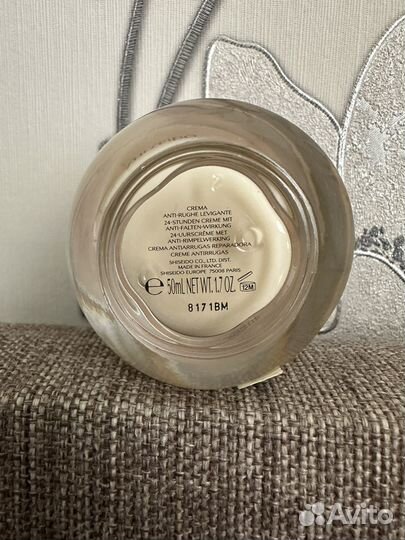 CREMA
ANTI-RUGHE LEVIGANTE
24-STUNDEN CREME MIT
ANTI-FALTEN-WIRKUNG
24-UURSCRÈME MET
ANTI-RIMPELWERKING
CREMA ANTIARRUGAS REPARADORA
CREME ANTIRRUGAS
SHISEIDO CO., LTD. DIST.
MADE IN FRANCE
SHISEIDO EUROPE 75008 PARIS
e 50mL NET WT. 1.7 OZ. 12M
8171BM
Avito